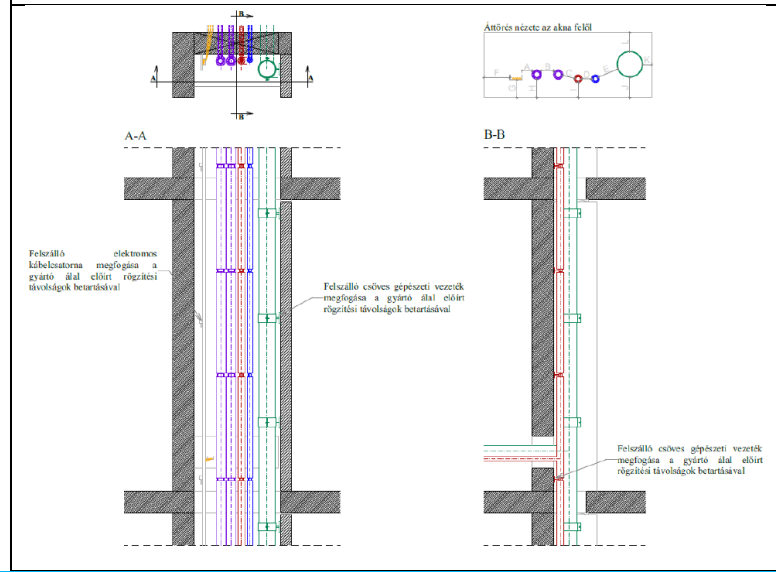 B
A
A
B
Áttörés nézete az akna felől
A
B
C
D
E
F
G
H
I
J
K
L
A-A
B-B
Felszálló elektromos
kábelcsatorna megfogása a
gyártó álal előírt rögzítési
távolságok betartásával
Felszálló csöves gépészeti vezeték
megfogása a gyártó álal előírt
rögzítési távolságok betartásával
Felszálló csöves gépészeti vezeték
megfogása a gyártó álal előírt
rögzítési távolságok betartásával